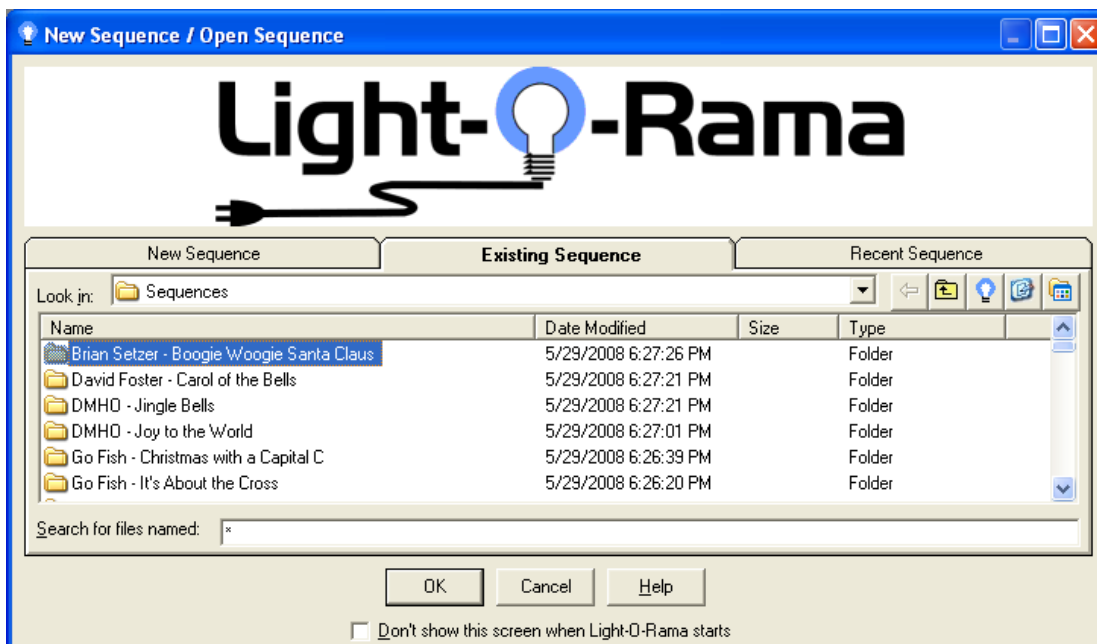 New Sequence / Open Sequence
Light-O-Rama
New Sequence Existing Sequence Recent Sequence
Look in: Sequences
Name Date Modified Size Type
Brian Setzer - Boogie Woogie Santa Claus 5/29/2008 6:27:26 PM Folder
David Foster - Carol of the Bells 5/29/2008 6:27:21 PM Folder
DMHO - Jingle Bells 5/29/2008 6:27:21 PM Folder
DMHO - Joy to the World 5/29/2008 6:27:01 PM Folder
Go Fish - Christmas with a Capital C 5/29/2008 6:26:39 PM Folder
Go Fish - It's About the Cross 5/29/2008 6:26:20 PM Folder
Search for files named: *
OK Cancel Help
Don't show this screen when Light-O-Rama starts